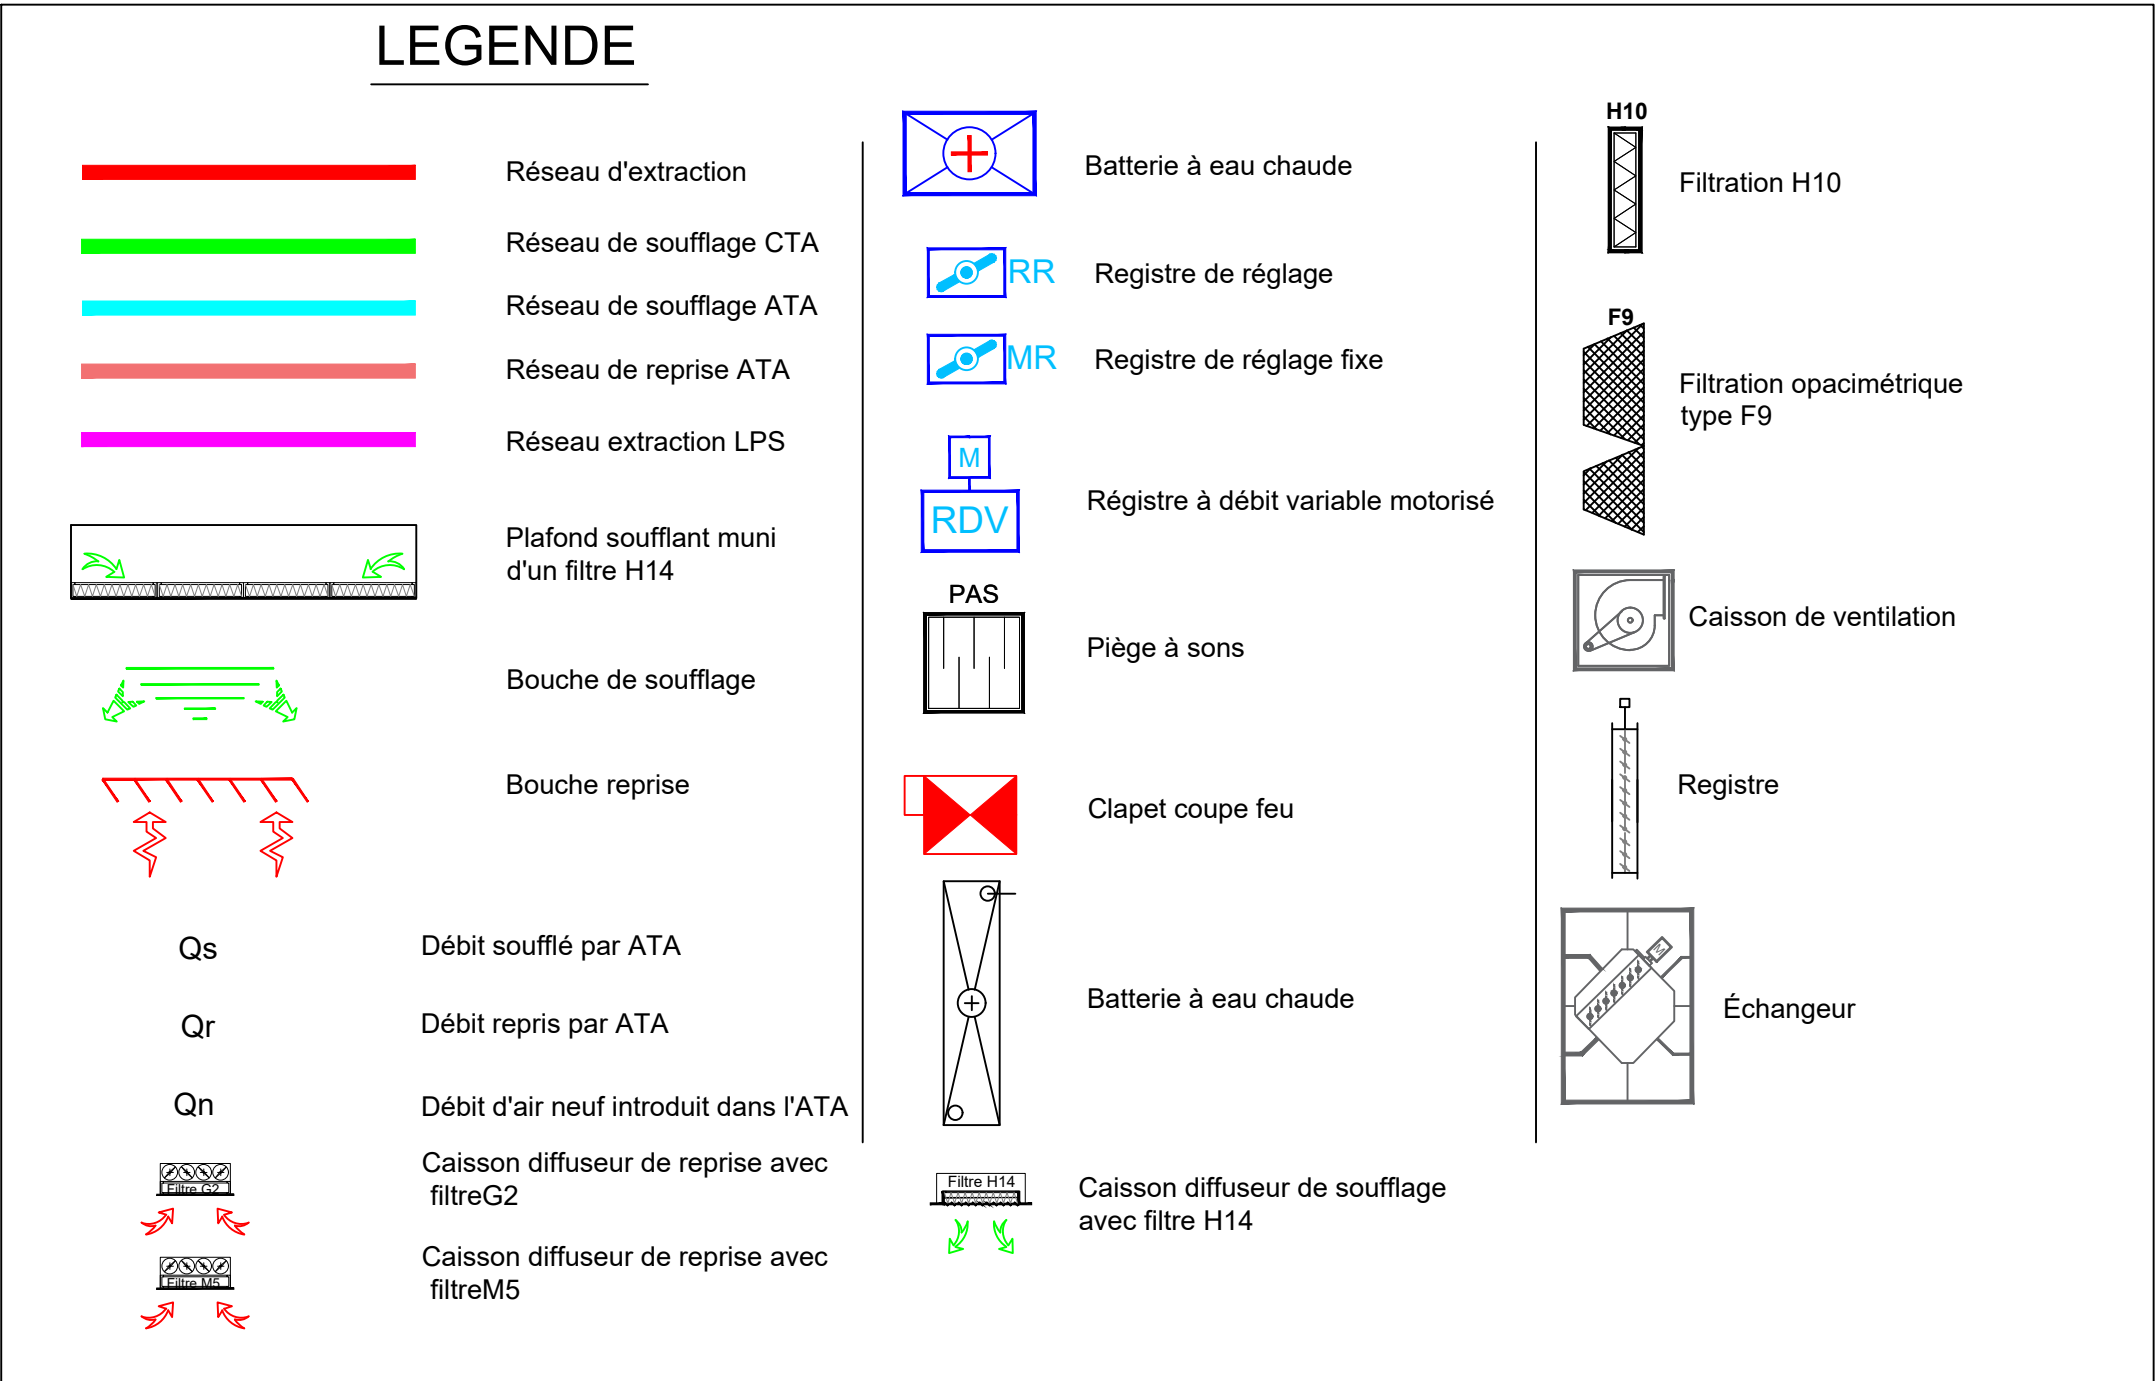 LEGENDE
Réseau d'extraction
Réseau de soufflage CTA
Réseau de soufflage ATA
Réseau de reprise ATA
Réseau extraction LPS
Plafond soufflant muni
d'un filtre H14
Bouche de soufflage
Bouche reprise
Qs Débit soufflé par ATA
Qr Débit repris par ATA
Qn Débit d'air neuf introduit dans l'ATA
Filtre G2
Caisson diffuseur de reprise avec
filtreG2
Filtre M5
Caisson diffuseur de reprise avec
filtreM5
Batterie à eau chaude
RR Registre de réglage
MR Registre de réglage fixe
M
RDV
Régistre à débit variable motorisé
PAS
Piège à sons
Clapet coupe feu
Batterie à eau chaude
Filtre H14
Caisson diffuseur de soufflage
avec filtre H14
H10
Filtration H10
F9
Filtration opacimétrique
type F9
Caisson de ventilation
Registre
M
Échangeur